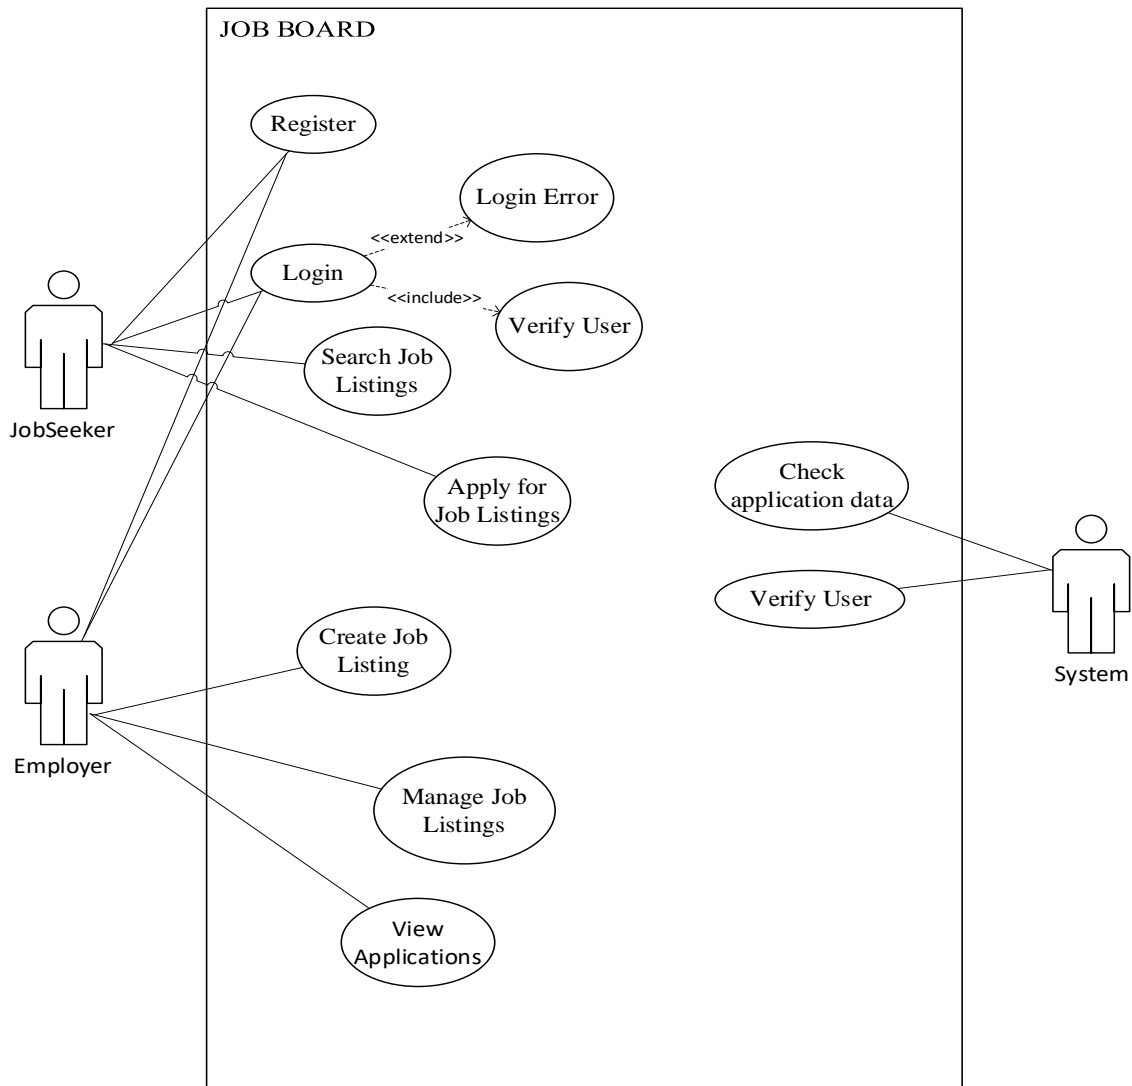 JOB BOARD
Register
Login Error
<<extend>>
Login
<<include>>
Verify User
Search Job
Listings
JobSeeker
Apply for
Job Listings
Check
application data
Verify User
System
Create Job
Listing
Employer
Manage Job
Listings
View
Applications